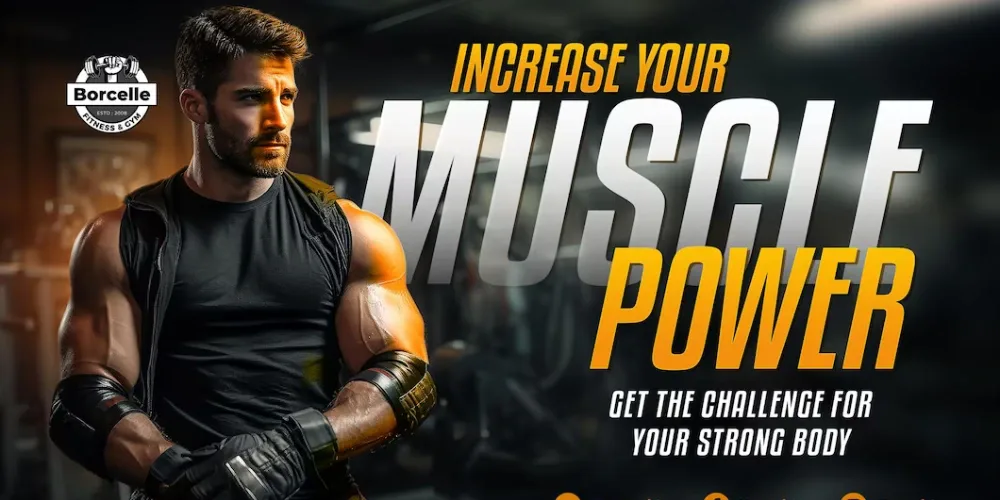 Borcelle
ESTD : 2006
FITNESS & GYM
INCREASE YOUR
MUSCLE
POWER
GET THE CHALLENGE FOR
YOUR STRONG BODY